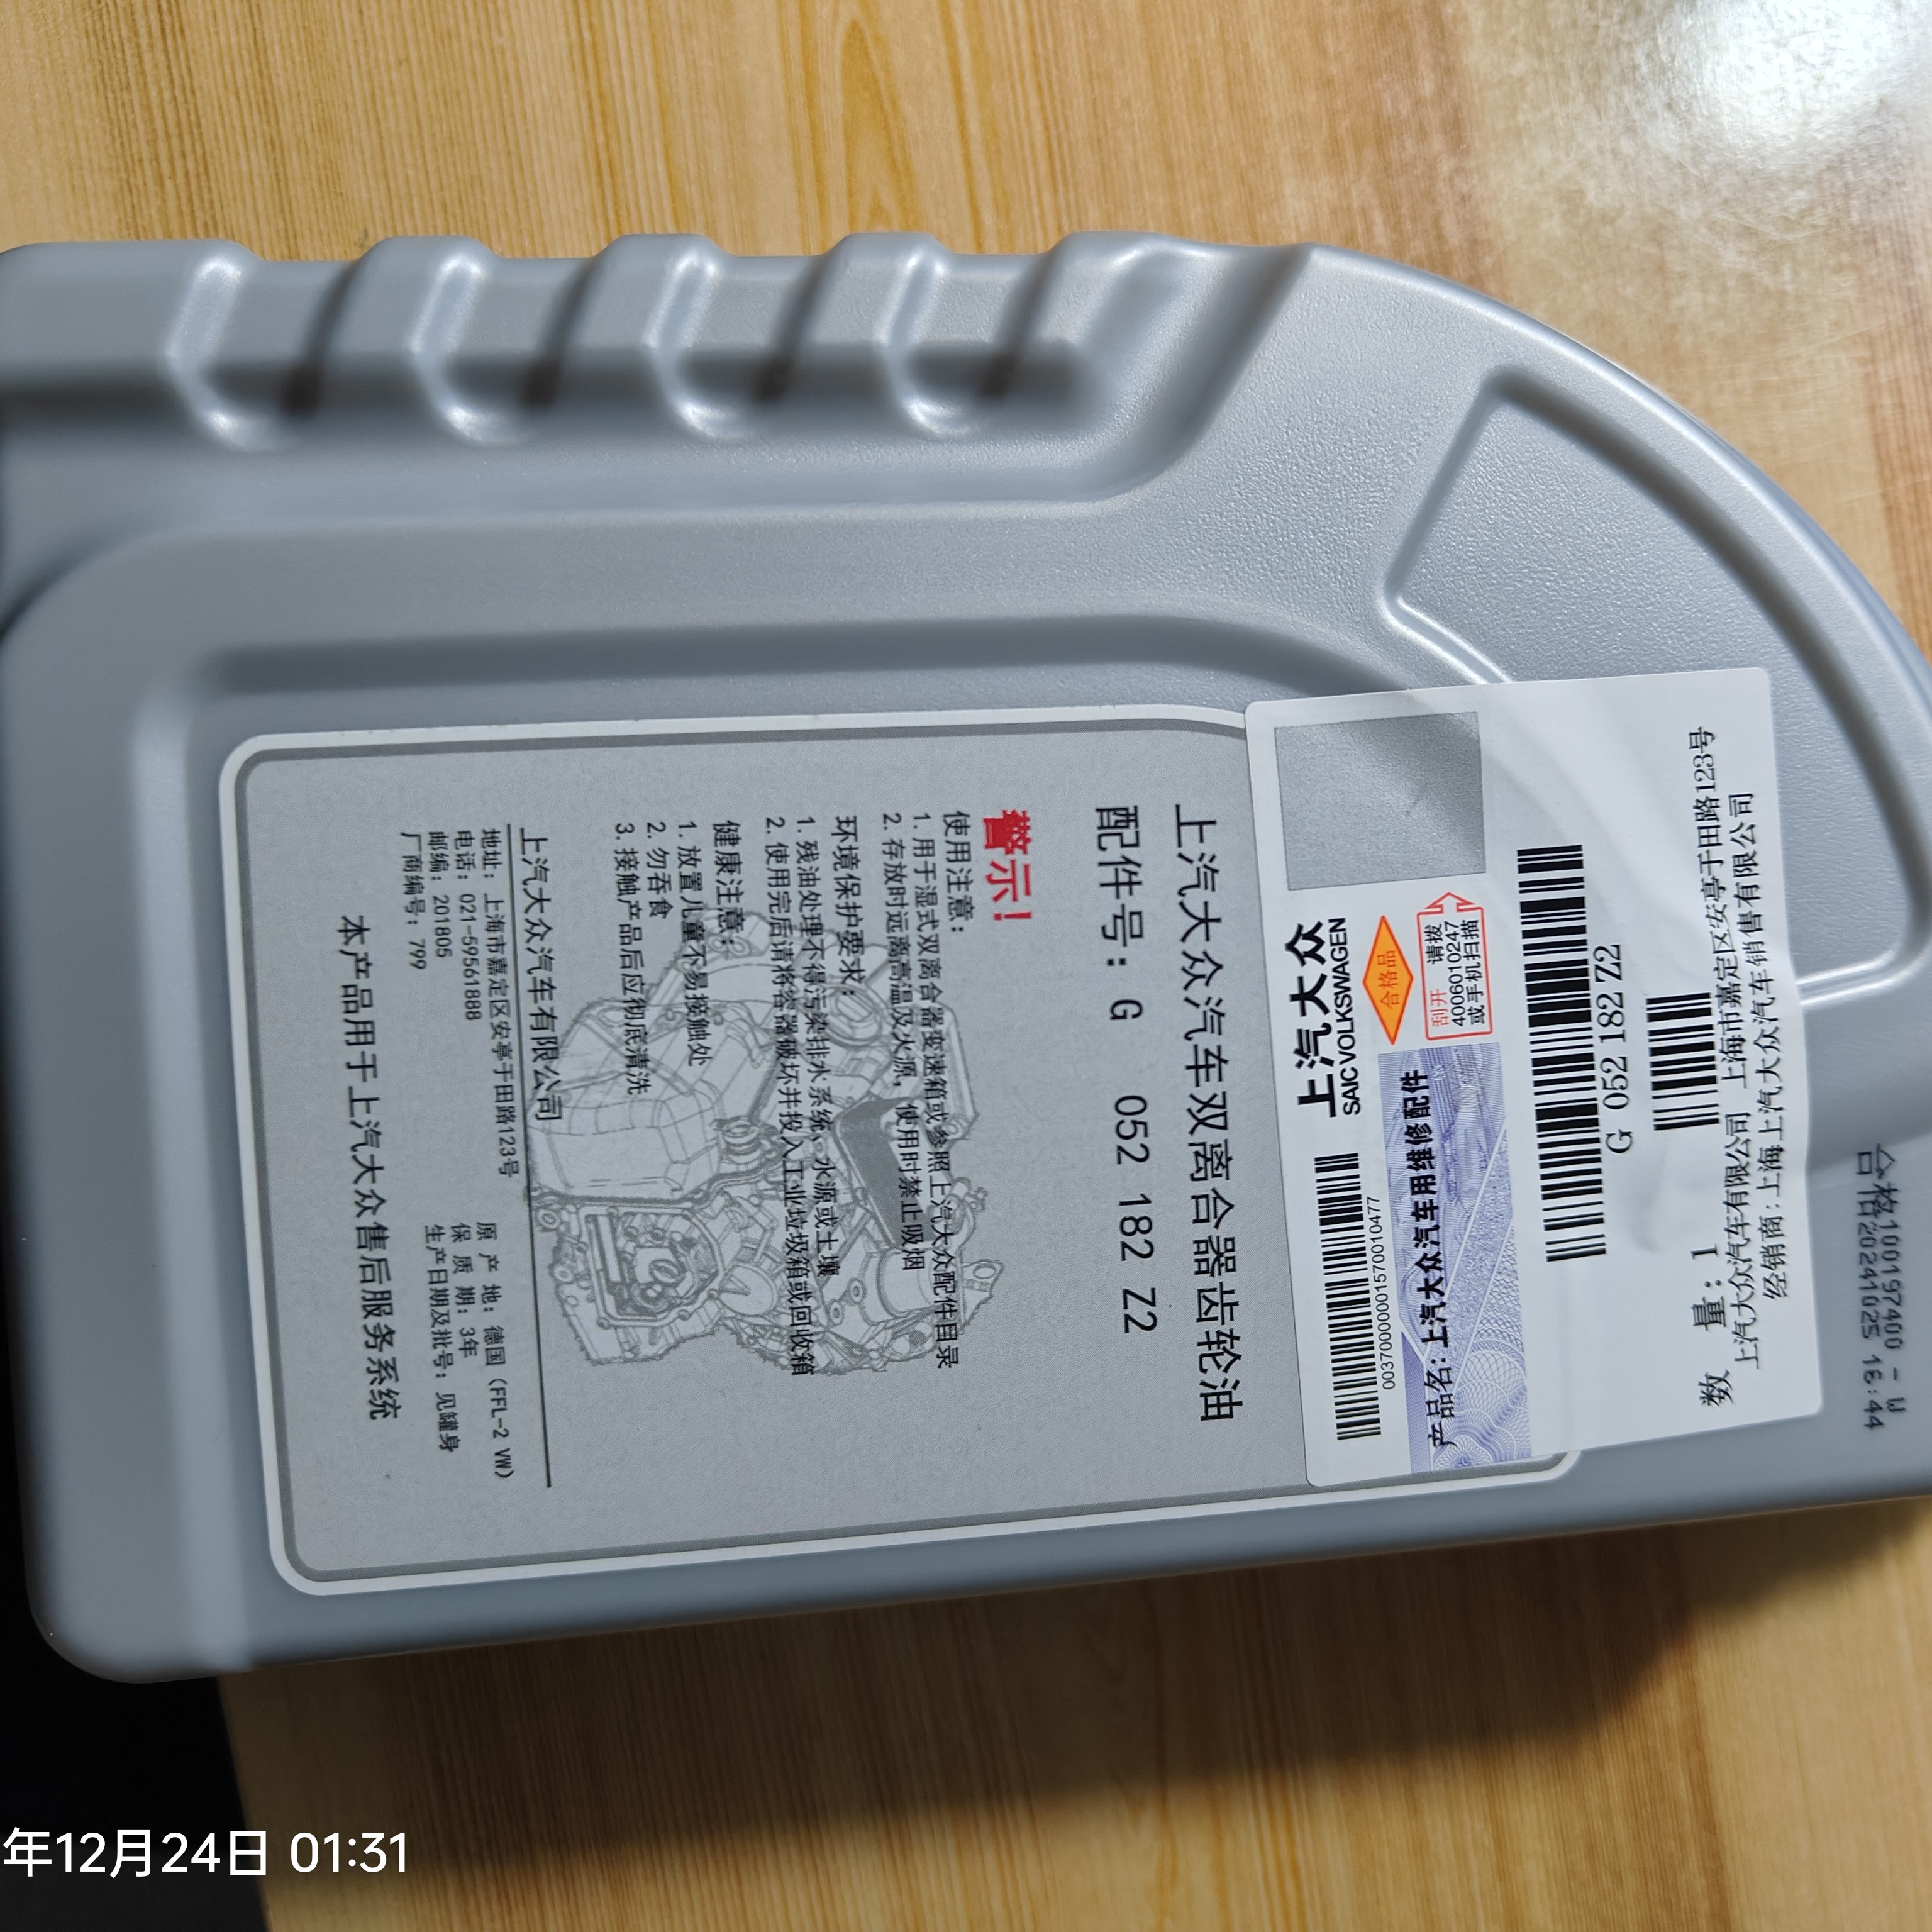 上汽大众
SAIC VOLKSWAGEN
合格品
刮开 请拨
4006010247
或手机扫描
00370000001570010477
产品名: 上汽大众汽车用维修配件
G 052 182 Z2
数 量: 1
上汽大众汽车有限公司 上海市嘉定区安亭于田路123号
经销商: 上海上汽大众汽车销售有限公司
合格20241025 16:44
上汽大众汽车双离合器齿轮油
配件号: G 052 182 Z2
警示!
使用注意:
1. 用于湿式双离合器变速箱或参照上汽大众配件目录
2. 存放时远离高温及火源, 使用时禁止吸烟
环境保护要求:
1. 残油处理不得污染排水系统、水源或土壤
2. 使用完后请将容器破坏并投入工业垃圾箱或回收箱
健康注意:
1. 放置儿童不易接触处
2. 勿吞食
3. 接触产品后应彻底清洗
上汽大众汽车有限公司
地址: 上海市嘉定区安亭于田路123号
电话: 021-59561888
邮编: 201805
厂商编号: 799
原 产 地: 德国 (FFL-2 VW)
保 质 期: 3年
生产日期及批号: 见罐身
本产品用于上汽大众售后服务系统
年12月24日 01:31